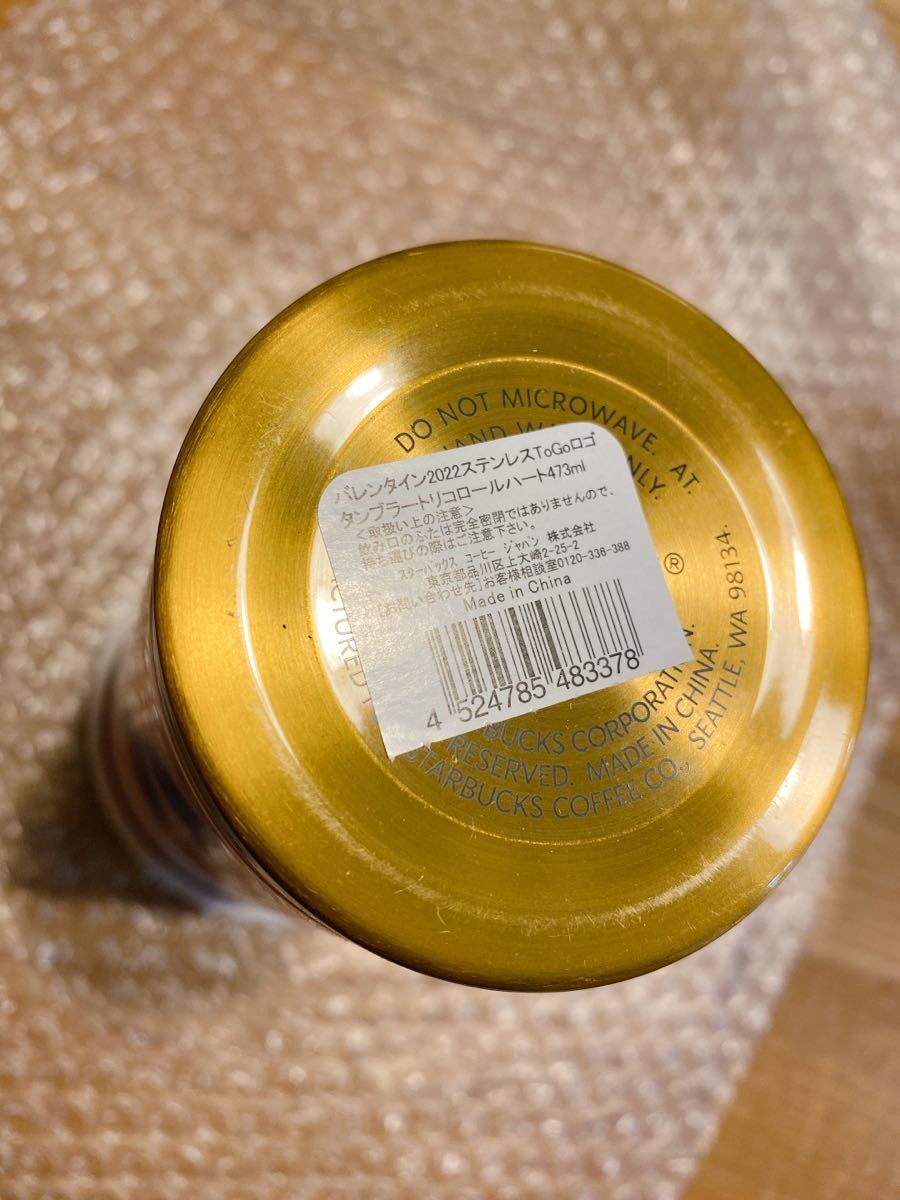 DO NOT MICROWAVE. AT.
HAND WA
NLY.
バレンタイン2022ステンレスToGoロゴ
タンブラートリコロールハート473ml
＜取扱い上の注意＞
飲み口のふたは完全密閉ではありませんので、
持ち運びの際はご注意下さい。
スターバックス コーヒー ジャパン 株式会社
東京都品川区上大崎2-25-2
[お問い合わせ先]お客様相談室0120-336-388
Made in China
4 524785 483378
®
CTURED
BUCKS CORPORATION.
RESERVED. MADE IN CHINA.
STARBUCKS COFFEE CO., SEATTLE, WA 98134.